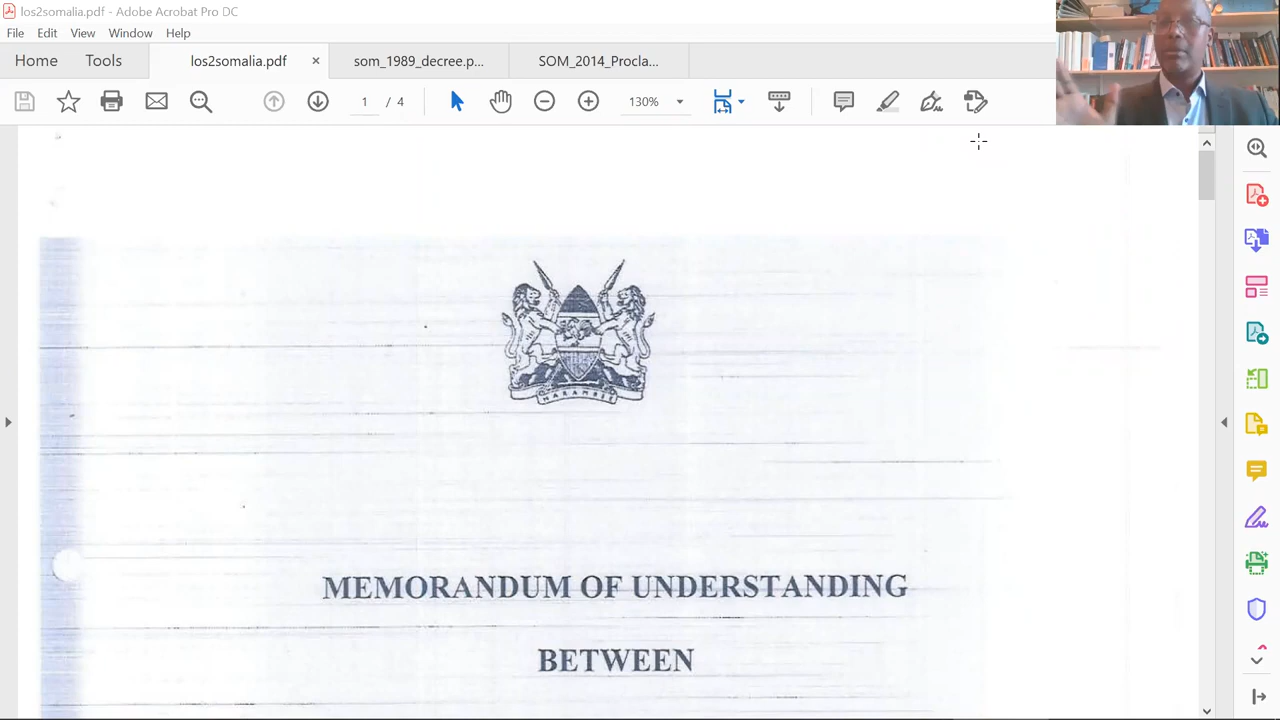 los2somalia.pdf - Adobe Acrobat Pro DC
File Edit View Window Help
Home Tools los2somalia.pdf × som_1989_decree.p... SOM_2014_Procla...
1 / 4 130%
HARAMBEE
MEMORANDUM OF UNDERSTANDING
BETWEEN